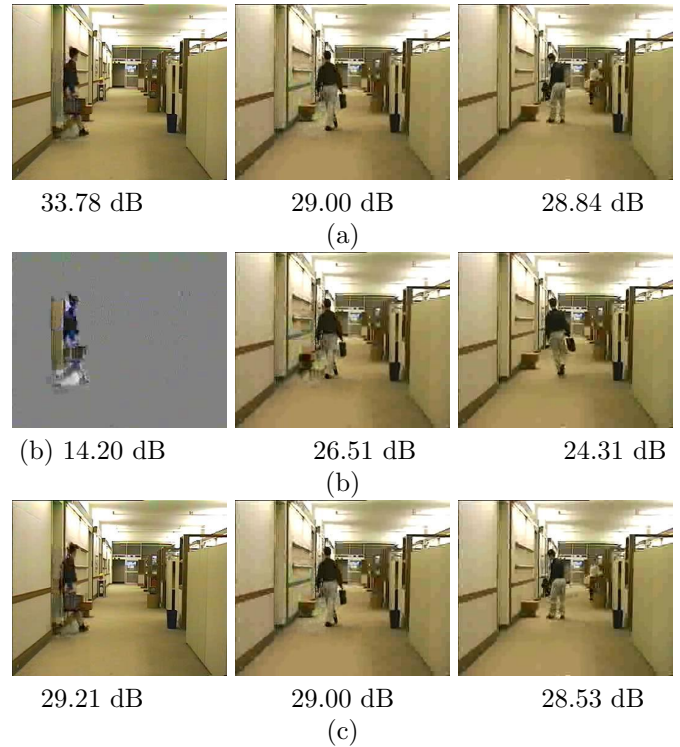 33.78 dB 29.00 dB 28.84 dB
(a)
(b) 14.20 dB 26.51 dB 24.31 dB
(b)
29.21 dB 29.00 dB 28.53 dB
(c)